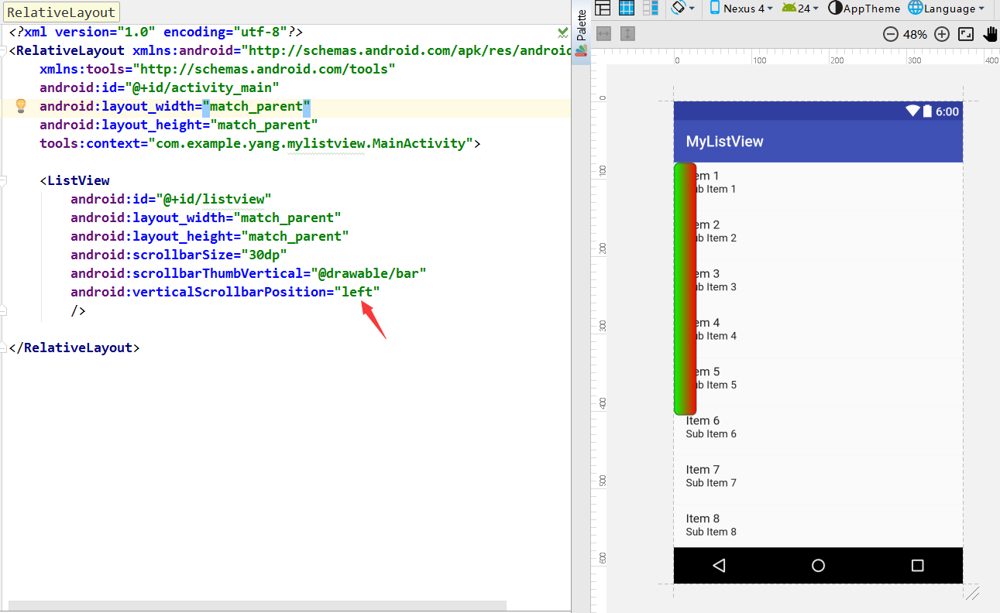 RelativeLayout
<?xml version="1.0" encoding="utf-8"?>
<RelativeLayout xmlns:android="http://schemas.android.com/apk/res/android
xmlns:tools="http://schemas.android.com/tools"
android:id="@+id/activity_main"
android:layout_width="match_parent"
android:layout_height="match_parent"
tools:context="com.example.yang.mylistview.MainActivity">
<ListView
android:id="@+id/listview"
android:layout_width="match_parent"
android:layout_height="match_parent"
android:scrollbarSize="30dp"
android:scrollbarThumbVertical="@drawable/bar"
android:verticalScrollbarPosition="left"
/>
</RelativeLayout>
Palette
Nexus 4 24 AppTheme Language
48%
0 100 200 300 400
0
100
200
300
400
500
600
6:00
MyListView
em 1
ub Item 1
em 2
ub Item 2
em 3
ub Item 3
em 4
ub Item 4
em 5
ub Item 5
Item 6
Sub Item 6
Item 7
Sub Item 7
Item 8
Sub Item 8